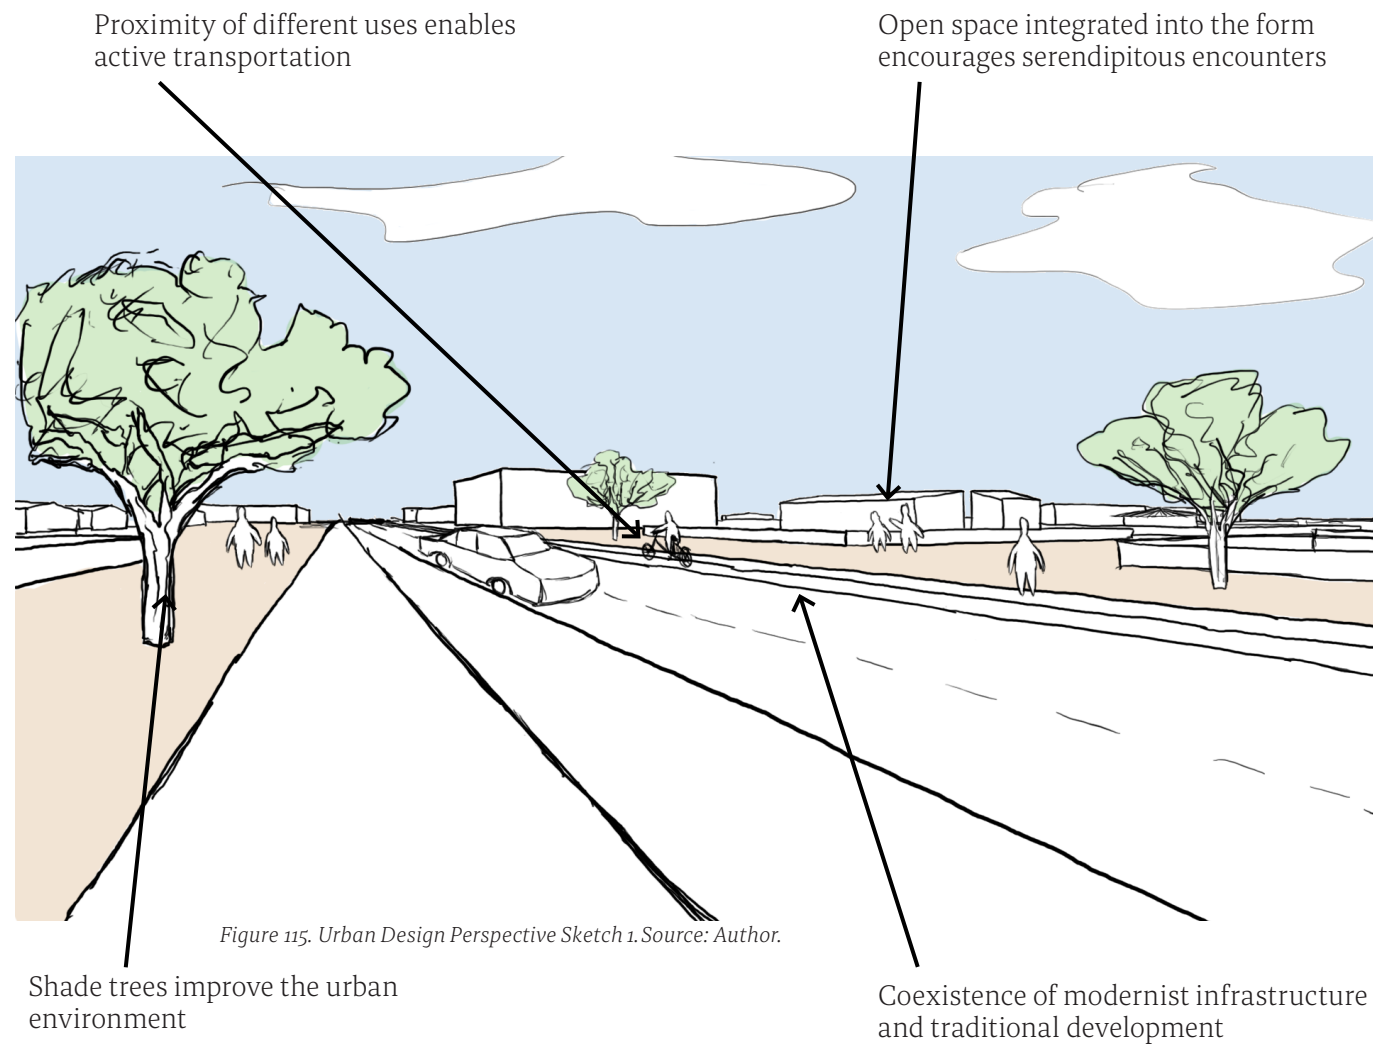 Proximity of different uses enables
active transportation
Open space integrated into the form
encourages serendipitous encounters
Figure 115. Urban Design Perspective Sketch 1.Source: Author.
Shade trees improve the urban
environment
Coexistence of modernist infrastructure
and traditional development